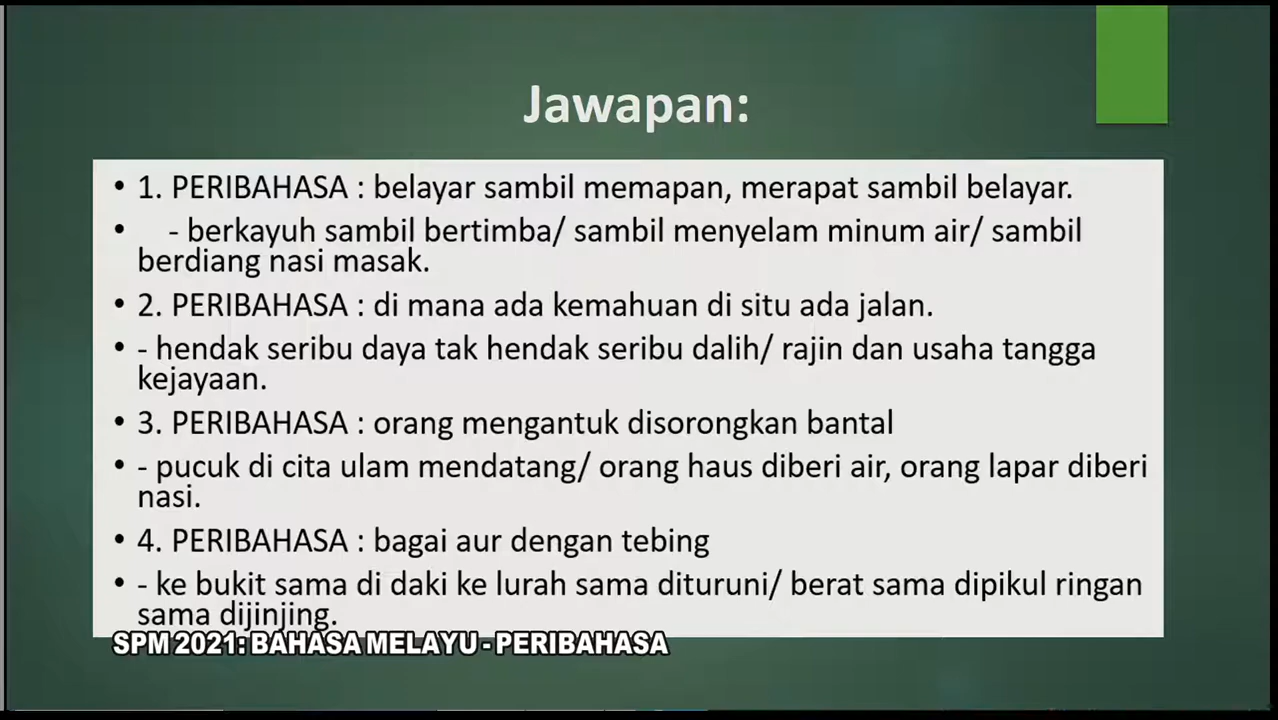 Jawapan:
• 1. PERIBAHASA : belayar sambil memapan, merapat sambil belayar.
• - berkayuh sambil bertimba/ sambil menyelam minum air/ sambil
berdiang nasi masak.
• 2. PERIBAHASA : di mana ada kemahuan di situ ada jalan.
• - hendak seribu daya tak hendak seribu dalih/ rajin dan usaha tangga
kejayaan.
• 3. PERIBAHASA : orang mengantuk disorongkan bantal
• - pucuk di cita ulam mendatang/ orang haus diberi air, orang lapar diberi
nasi.
• 4. PERIBAHASA : bagai aur dengan tebing
• - ke bukit sama di daki ke lurah sama dituruni/ berat sama dipikul ringan
sama dijinjing.
SPM 2021: BAHASA MELAYU - PERIBAHASA